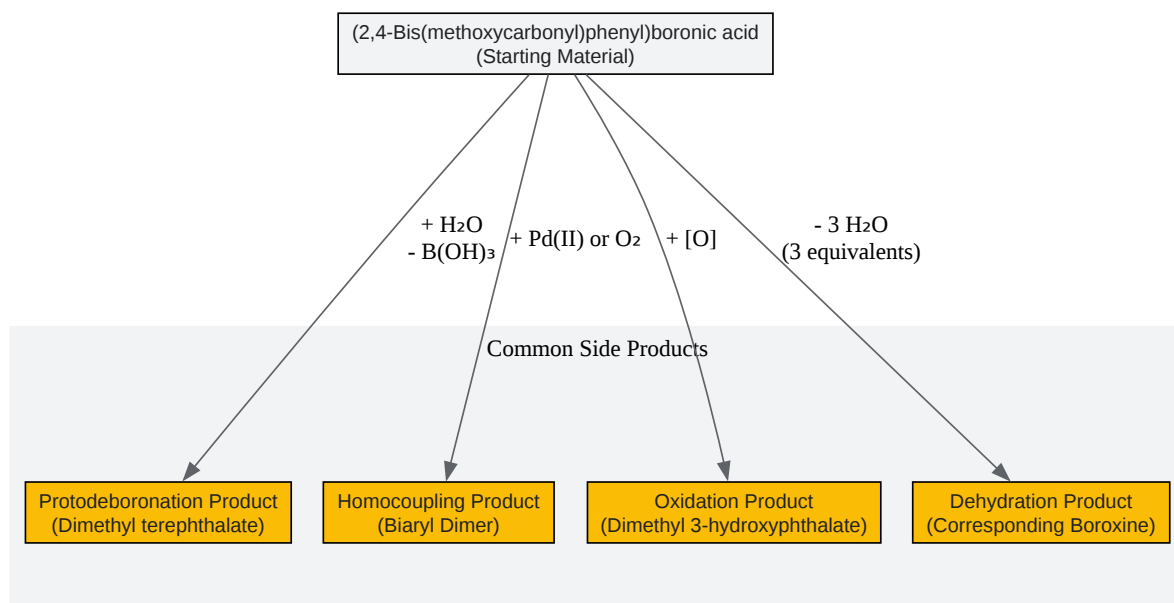 (2,4-Bis(methoxycarbonyl)phenyl)boronic acid
(Starting Material)
+ H₂O
- B(OH)₃
+ Pd(II) or O₂
+ [O]
- 3 H₂O
(3 equivalents)
Common Side Products
Protodeboronation Product
(Dimethyl terephthalate)
Homocoupling Product
(Biaryl Dimer)
Oxidation Product
(Dimethyl 3-hydroxyphthalate)
Dehydration Product
(Corresponding Boroxine)